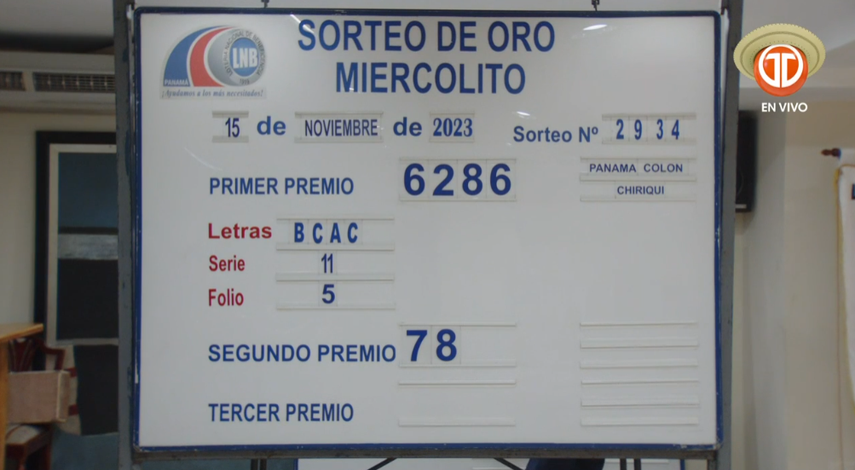 SORTEO DE ORO
MIERCOLITO
LNB
PANAMÁ
¡Ayudamos a los más necesitados!
15 de NOVIEMBRE de 2023
Sorteo Nº 2934
PRIMER PREMIO 6286
PANAMA COLON
CHIRIQUI
Letras BCAC
Serie 11
Folio 5
SEGUNDO PREMIO 78
TERCER PREMIO
EN VIVO